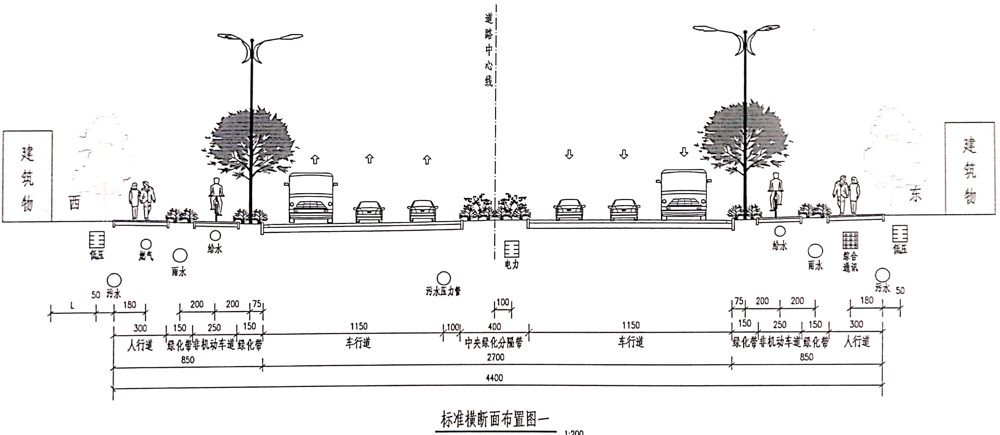 道路中心线
建筑物
西
东
建筑物
低压
燃气
雨水
给水
污水
污水压力管
电力
给水
雨水
综合
通讯
低压
污水
L
50
180
200
200
75
100
75
200
200
180
50
300
150
250
150
1150
100
400
1150
150
250
150
300
人行道
绿化带
非机动车道
绿化带
车行道
中央绿化分隔带
车行道
绿化带
非机动车道
绿化带
人行道
850
2700
850
4400
标准横断面布置图一
1:200